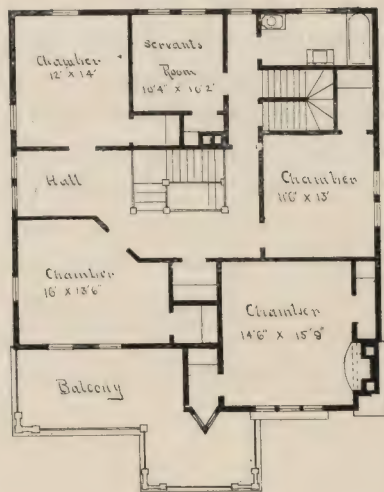 Chamber
12' x 14'
Servants
Room
10'4" x 10'2"
Hall
Chamber
11'6" x 13'
Chamber
16' x 13'6"
Chamber
14'6" x 15'8"
Balcony